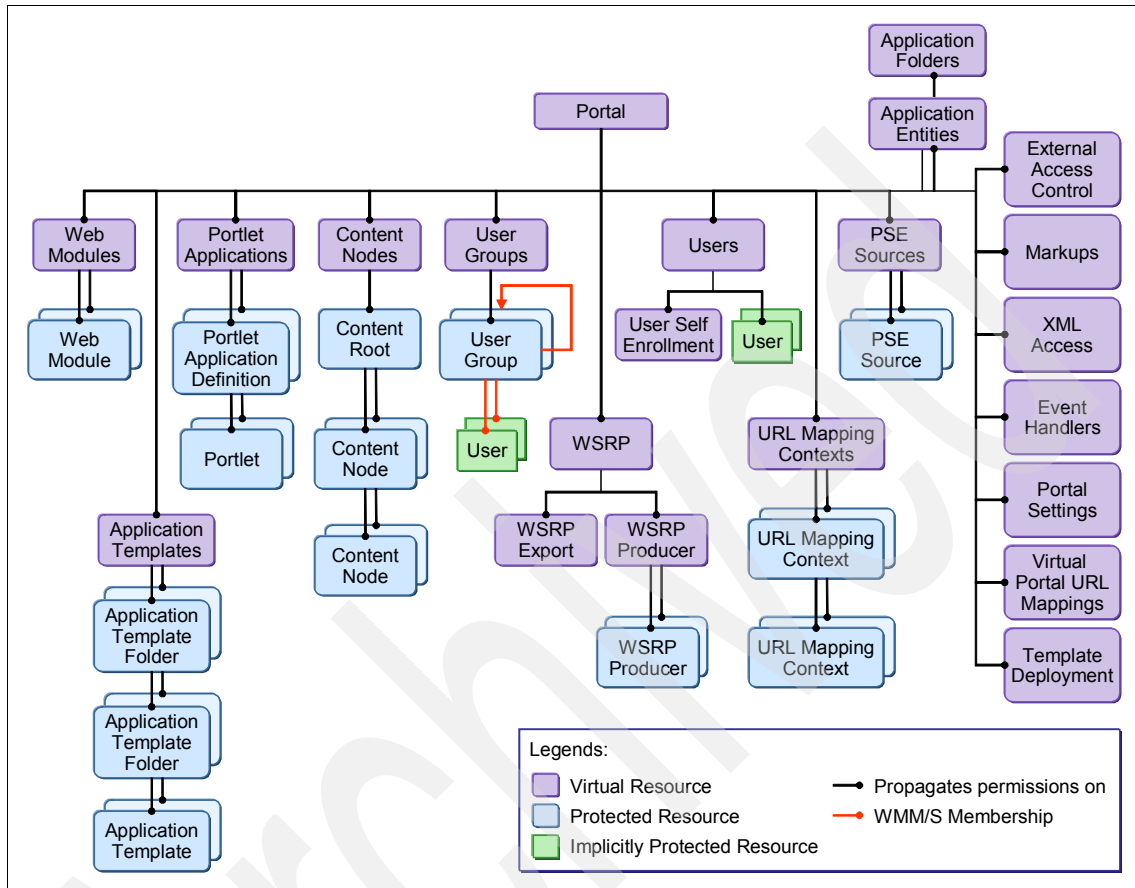 Application
Folders
Portal
Application
Entities
External
Access
Control
Web
Modules
Portlet
Applications
Content
Nodes
User
Groups
Users
PSE
Sources
Markups
Web
Module
Portlet
Application
Definition
Content
Root
User
Group
User Self
Enrollment
User
PSE
Source
XML
Access
Portlet
Content
Node
User
WSRP
URL Mapping
Contexts
Event
Handlers
Application
Templates
Content
Node
WSRP
Export
WSRP
Producer
URL Mapping
Context
Portal
Settings
Virtual
Portal URL
Mappings
Application
Template
Folder
WSRP
Producer
URL Mapping
Context
Template
Deployment
Application
Template
Folder
Application
Template
Legends:
Virtual Resource
Protected Resource
Implicitly Protected Resource
Propagates permissions on
WMM/S Membership
Archived